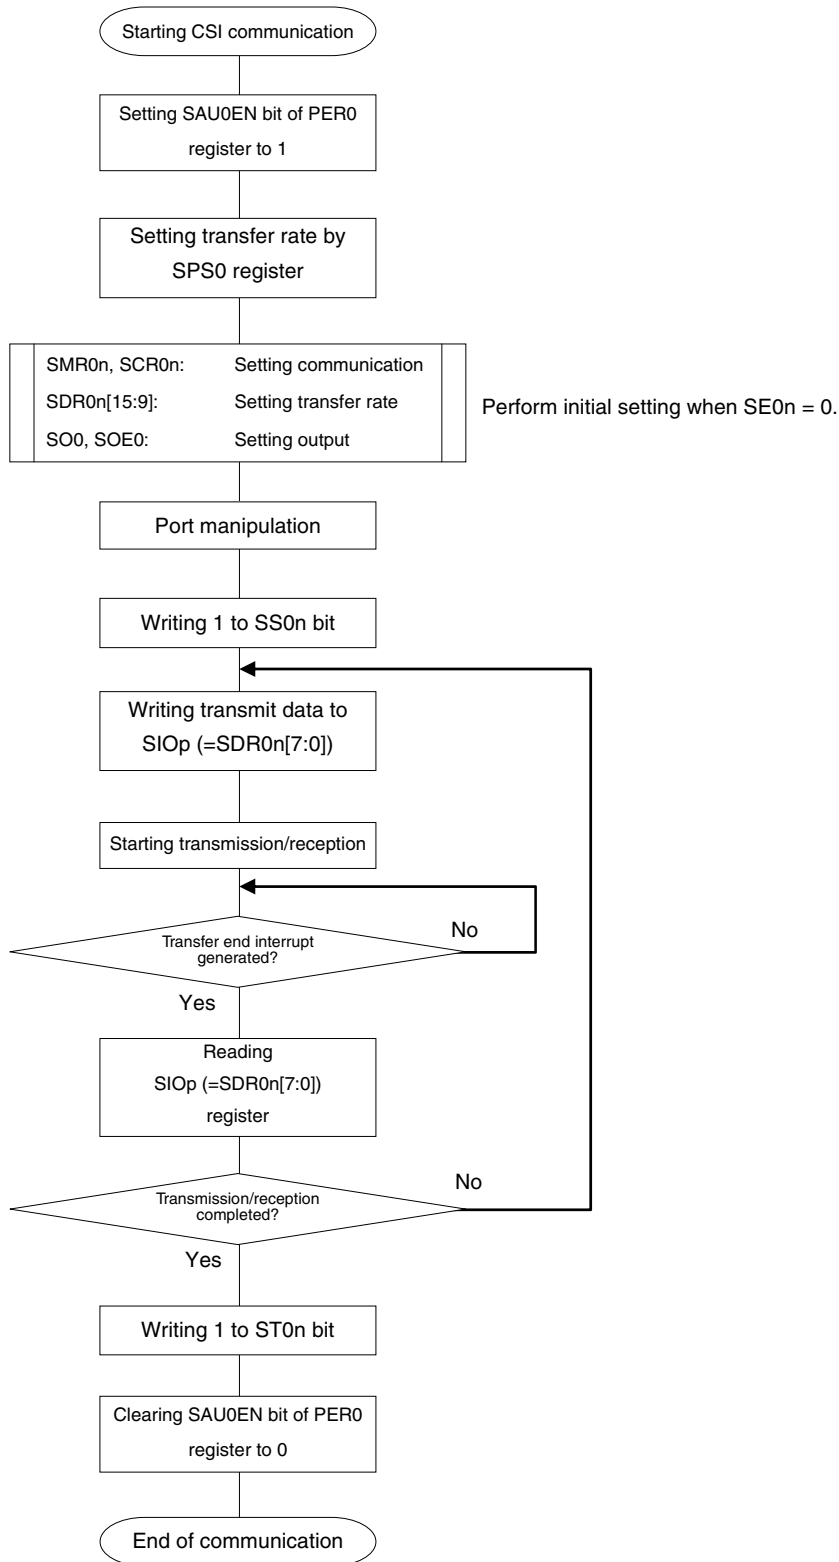 Starting CSI communication
Setting SAU0EN bit of PER0
register to 1
Setting transfer rate by
SPS0 register
SMR0n, SCR0n: Setting communication
SDR0n[15:9]: Setting transfer rate
SO0, SOE0: Setting output
Perform initial setting when SE0n = 0.
Port manipulation
Writing 1 to SS0n bit
Writing transmit data to
SIOp (=SDR0n[7:0])
Starting transmission/reception
Transfer end interrupt
generated?
No
Yes
Reading
SIOp (=SDR0n[7:0])
register
Transmission/reception
completed?
No
Yes
Writing 1 to ST0n bit
Clearing SAU0EN bit of PER0
register to 0
End of communication